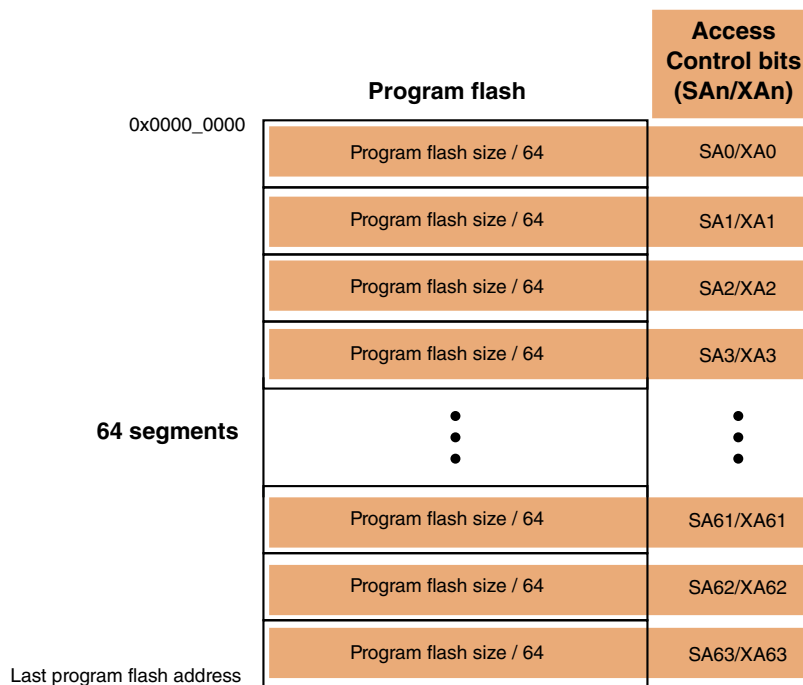 Access
Control bits
(SAn/XAn)
Program flash
0x0000_0000
Program flash size / 64 SA0/XA0
Program flash size / 64 SA1/XA1
Program flash size / 64 SA2/XA2
Program flash size / 64 SA3/XA3
64 segments
Program flash size / 64 SA61/XA61
Program flash size / 64 SA62/XA62
Program flash size / 64 SA63/XA63
Last program flash address